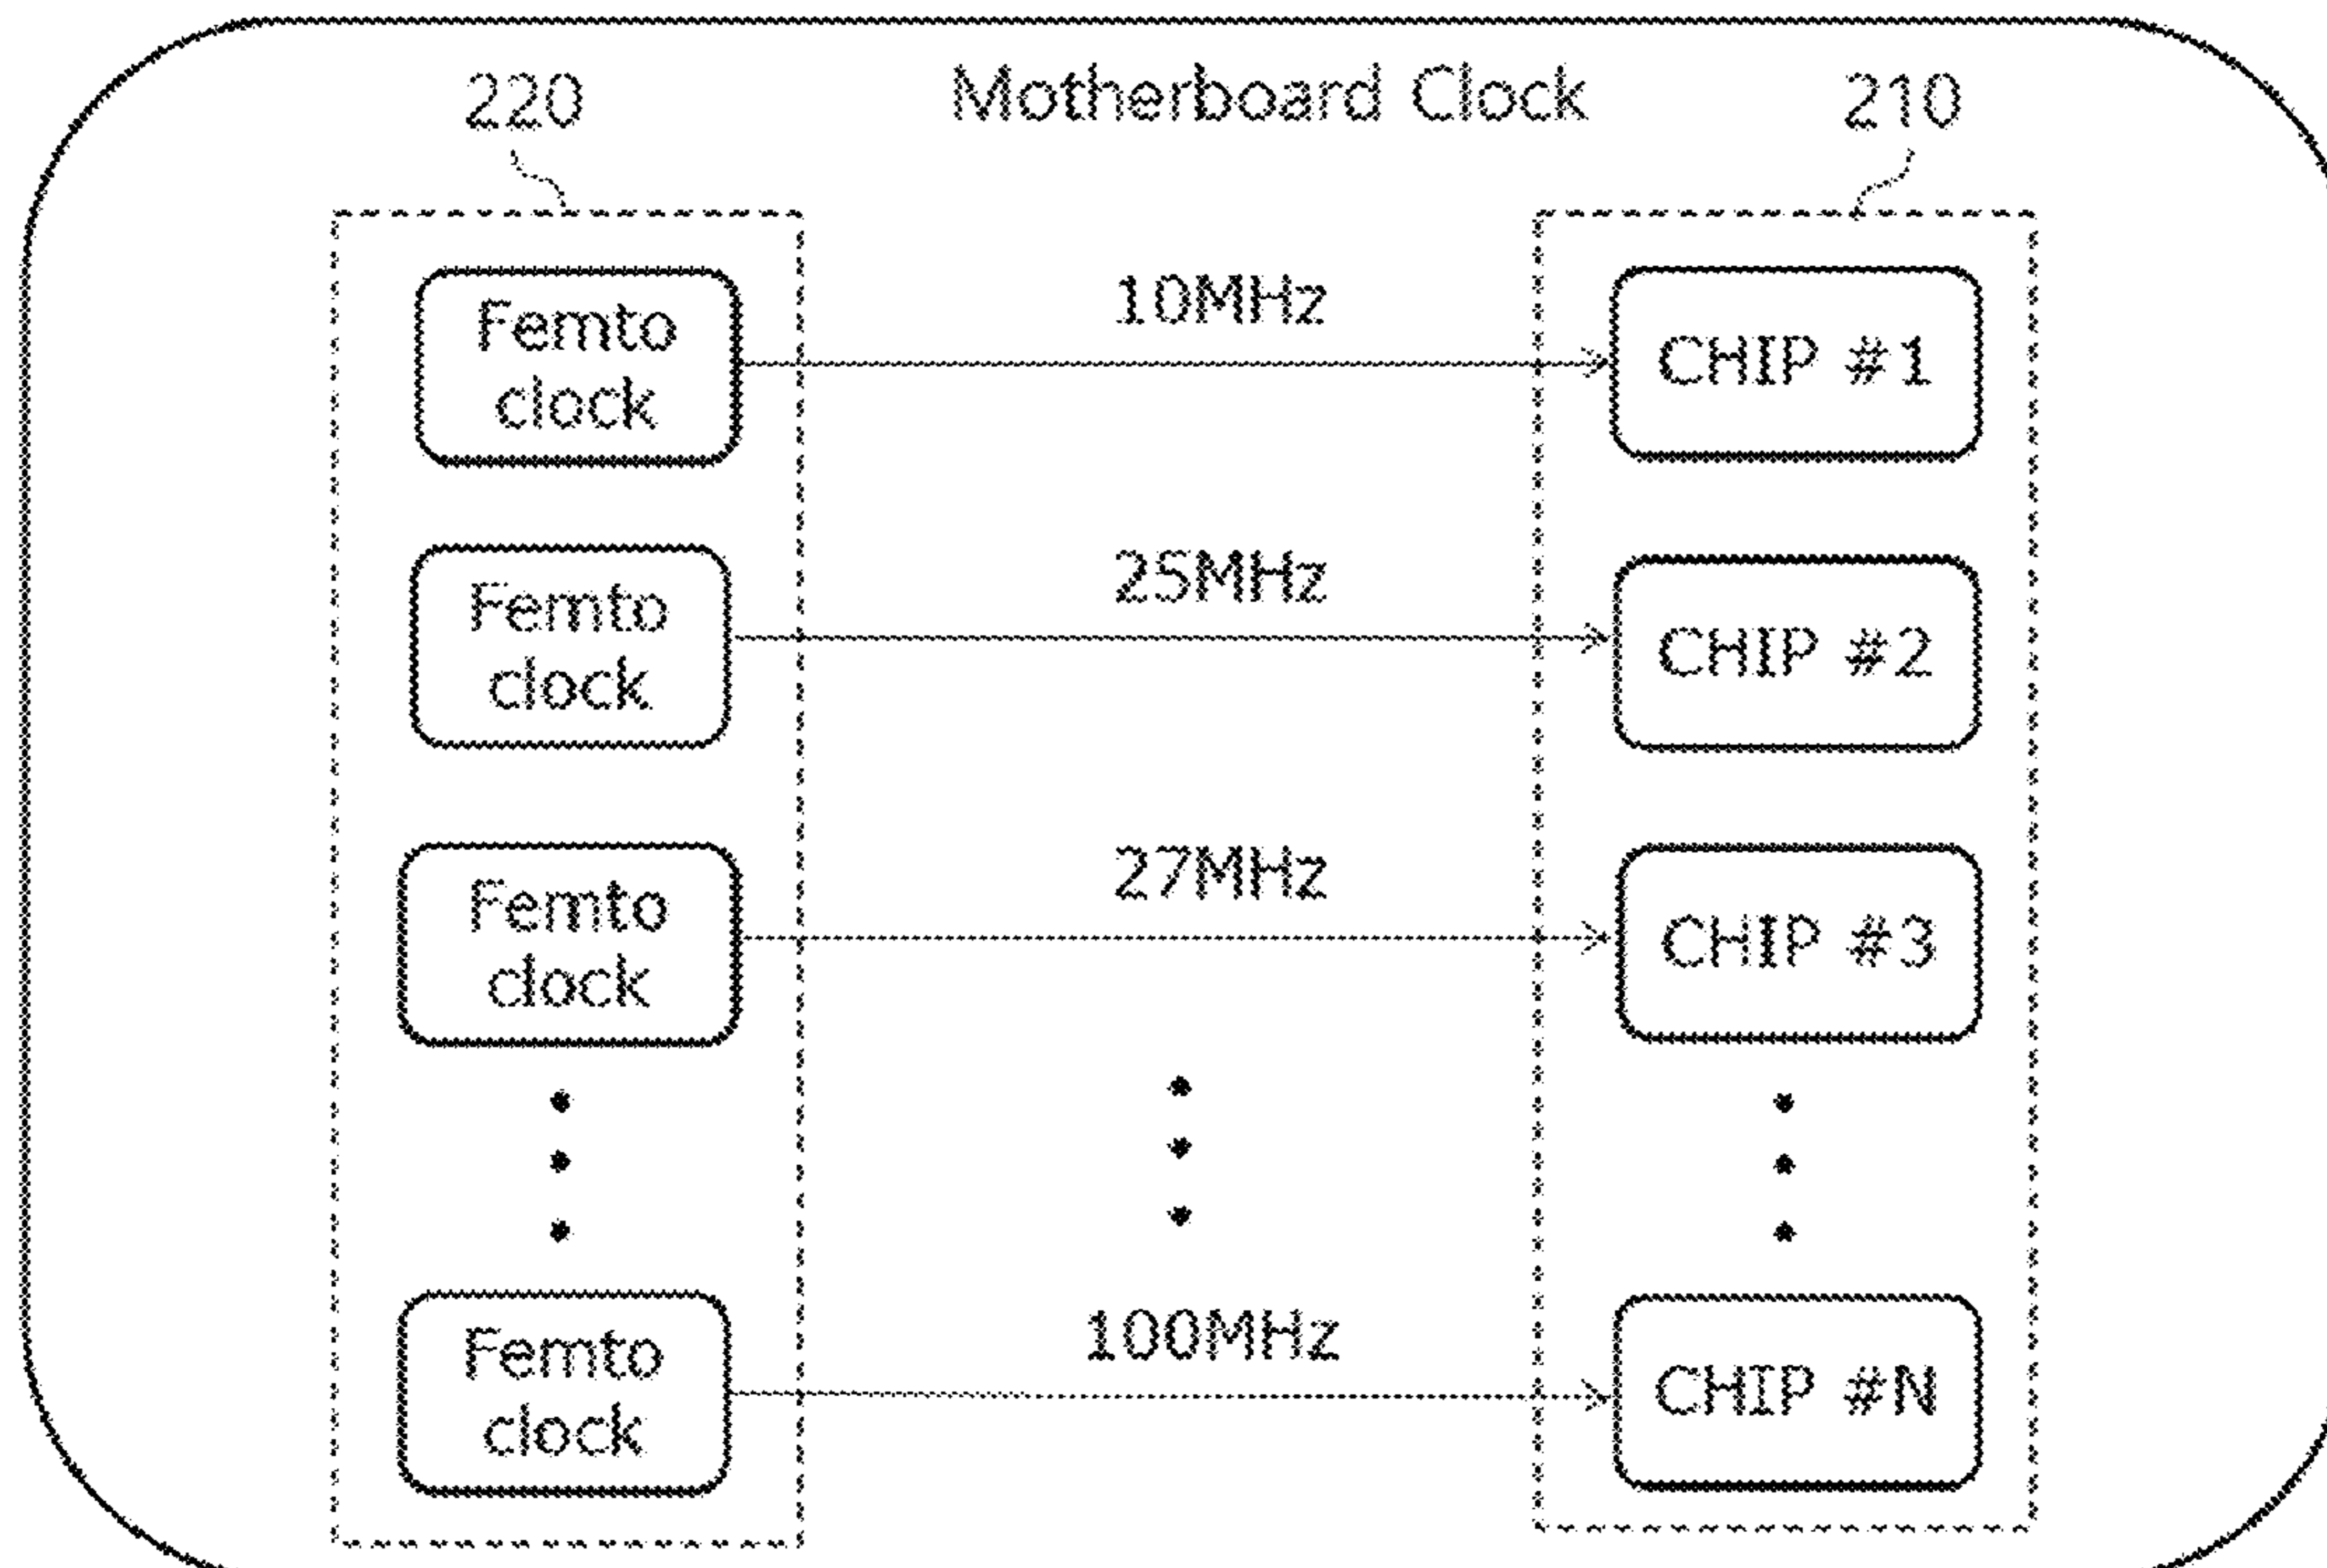 220
Motherboard Clock
210
Femto
clock
10MHz
CHIP #1
Femto
clock
25MHz
CHIP #2
Femto
clock
27MHz
CHIP #3
Femto
clock
100MHz
CHIP #N